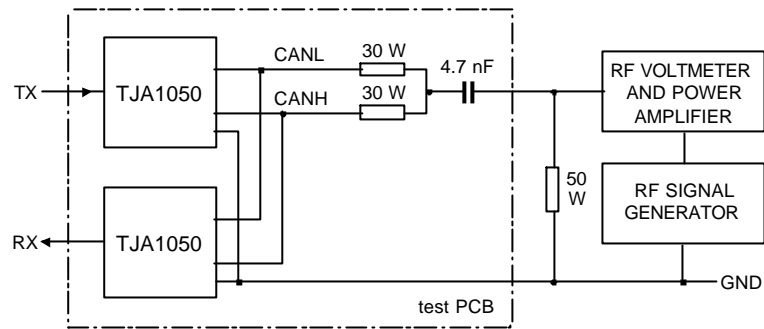 CANL
30 W
4.7 nF
TX
TJA1050
CANH
30 W
RF VOLTMETER
AND POWER
AMPLIFIER
50
W
RF SIGNAL
GENERATOR
RX
TJA1050
GND
test PCB